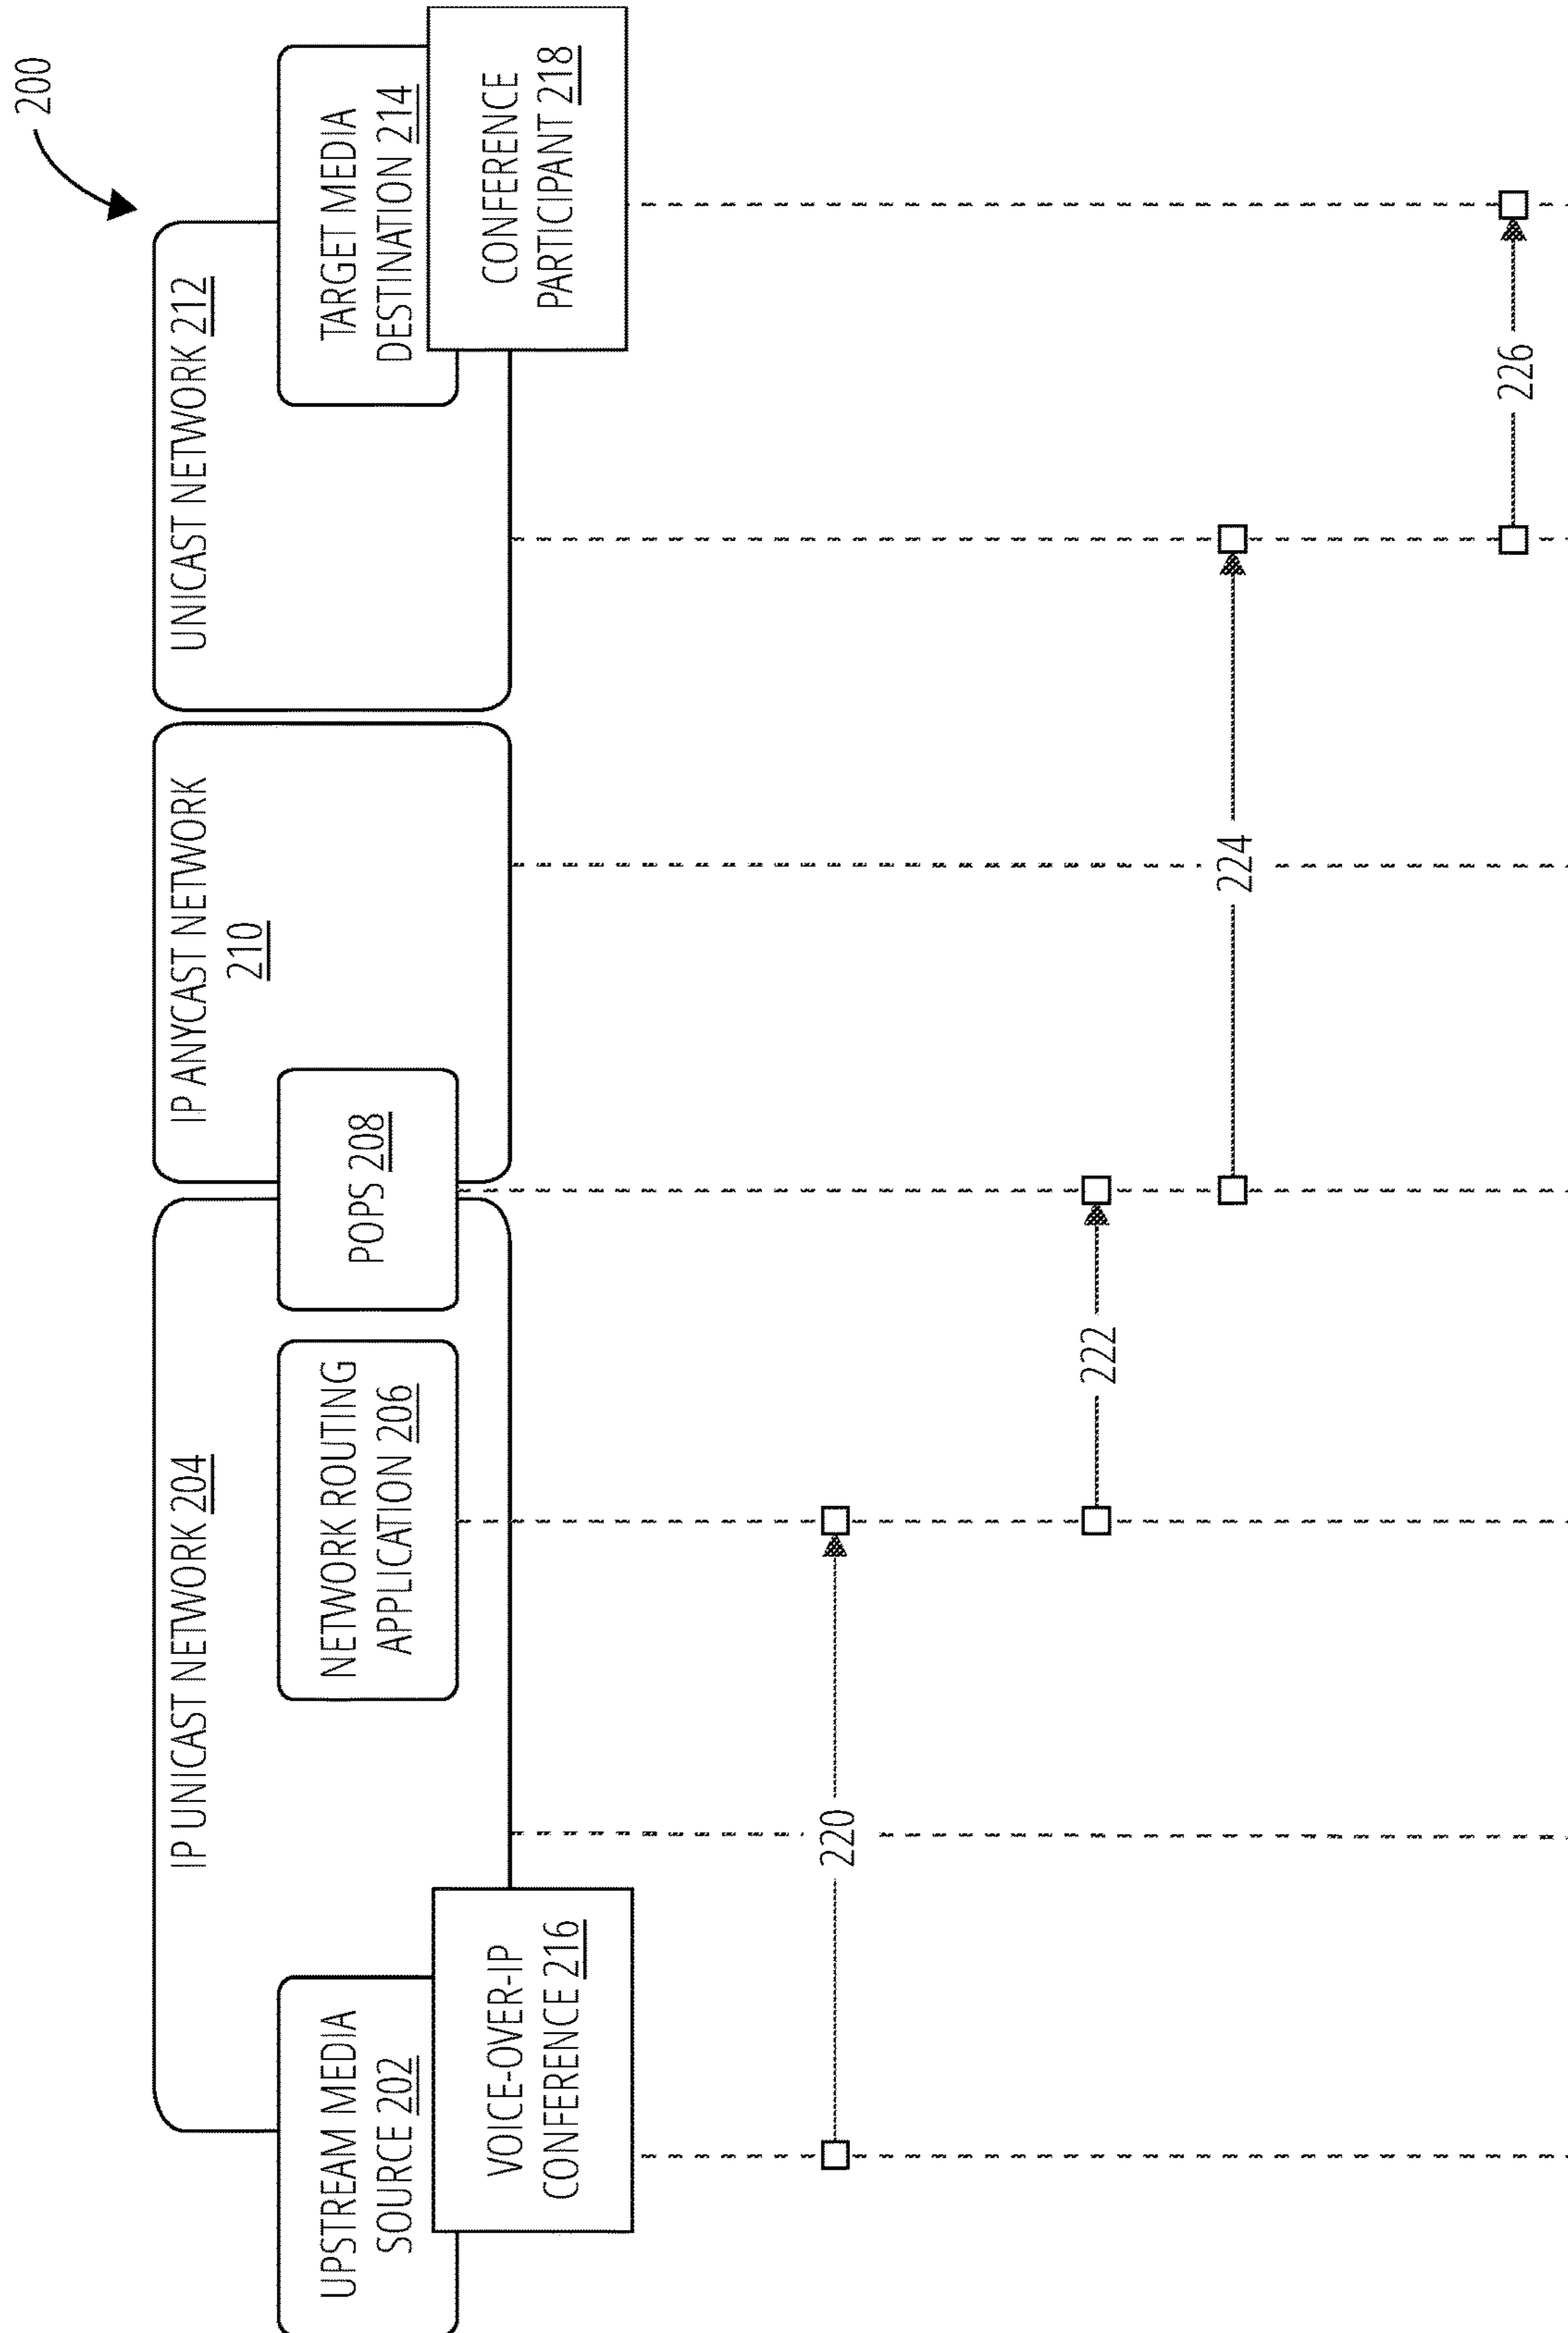 200
IP UNICAST NETWORK 204
IP ANYCAST NETWORK
210
UNICAST NETWORK 212
UPSTREAM MEDIA
SOURCE 202
NETWORK ROUTING
APPLICATION 206
POPS 208
TARGET MEDIA
DESTINATION 214
VOICE-OVER-IP
CONFERENCE 216
CONFERENCE
PARTICIPANT 218
220
222
224
226